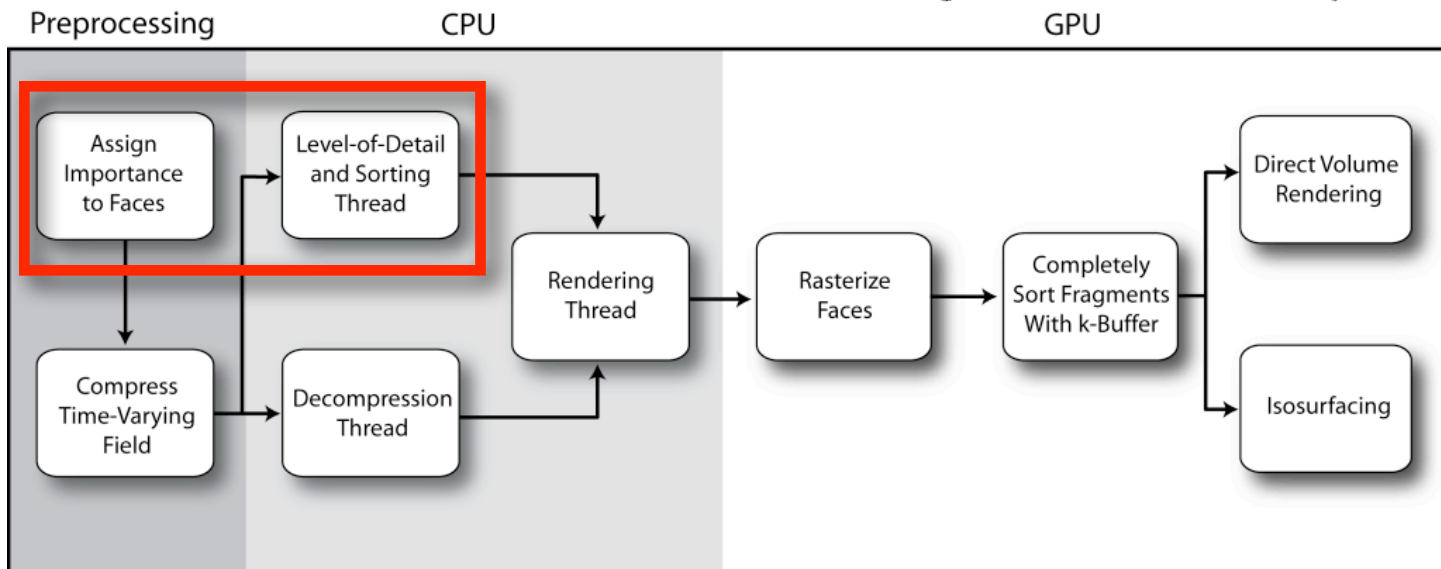 Preprocessing
CPU
GPU
Assign
Importance
to Faces
Level-of-Detail
and Sorting
Thread
Direct Volume
Rendering
Rendering
Thread
Rasterize
Faces
Completely
Sort Fragments
With k-Buffer
Compress
Time-Varying
Field
Decompression
Thread
Isosurfacing